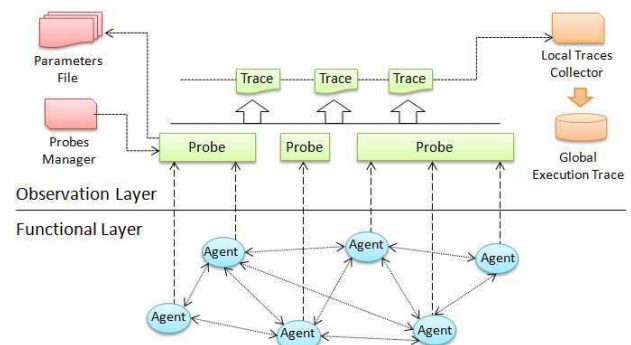 Parameters
File
Trace
Trace
Trace
Local Traces
Collector
Probes
Manager
Probe
Probe
Probe
Global
Execution Trace
Observation Layer
Functional Layer
Agent
Agent
Agent
Agent
Agent
Agent